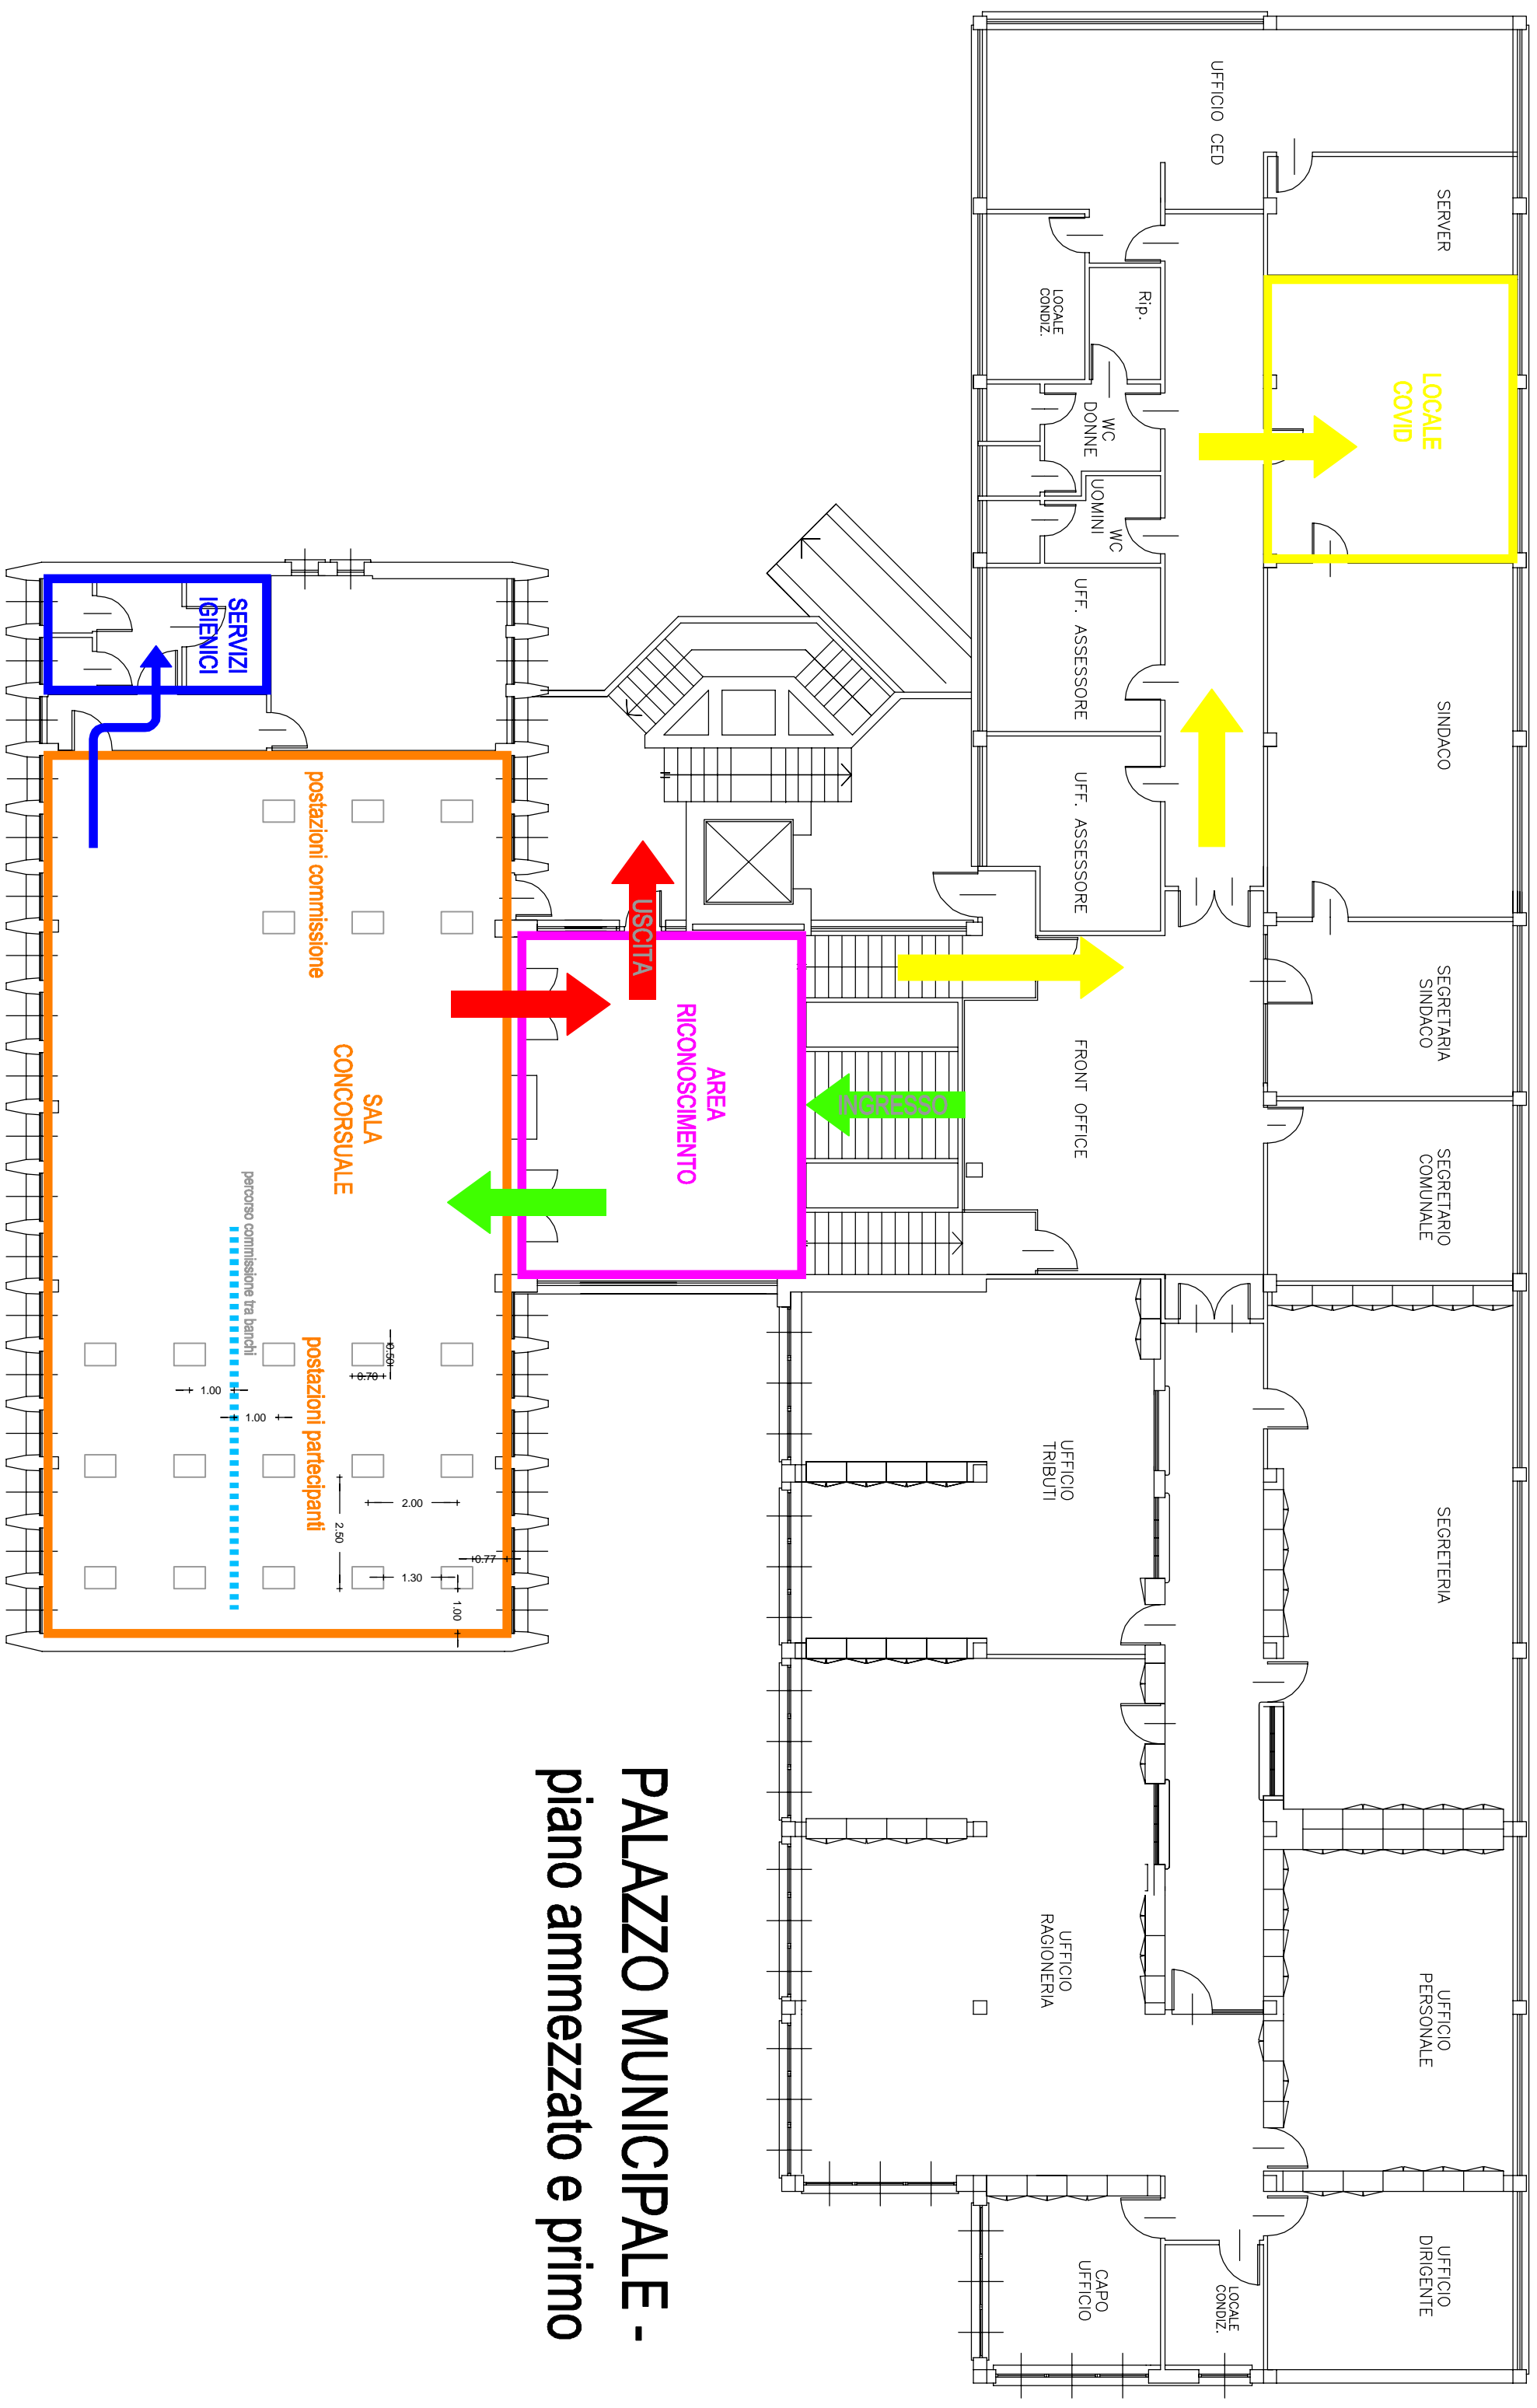 UFFICIO CED
SERVER
LOCALE
COVID
SINDACO
SEGRETARIA
SINDACO
SEGRETARIO
COMUNALE
SEGRETERIA
UFFICIO
PERSONALE
UFFICIO
DIRIGENTE
LOCALE
CONDIZ.
Rip.
WC
DONNE
WC
UOMINI
UFF. ASSESSORE
UFF. ASSESSORE
FRONT OFFICE
UFFICIO
TRIBUTI
UFFICIO
RAGIONERIA
CAPO
UFFICIO
LOCALE
CONDIZ.
INGRESSO
USCITA
AREA
RICONOSCIMENTO
SERVIZI
IGIENICI
postazioni commissione
SALA
CONCORSUALE
percorso commissione tra banchi
postazioni partecipanti
0.50
0.70
1.00
1.00
2.00
2.50
0.77
1.30
1.00
PALAZZO MUNICIPALE -
piano ammezzato e primo